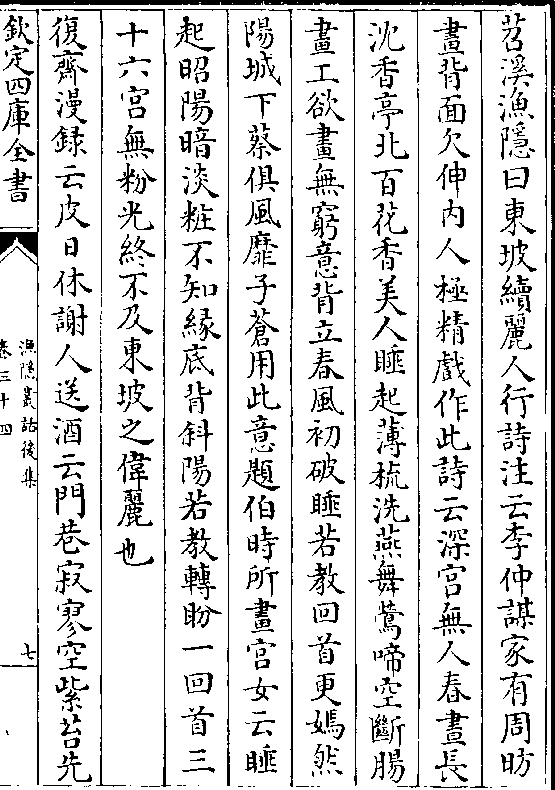 苕溪漁隱曰東坡續麗人行詩注云李仲謀家有周昉
畫背面欠伸内人極精戲作此詩云深宮無人春晝長
沈香亭北百花香美人睡起薄梳洗燕舞鶯啼空斷腸
畫工欲畫無窮意背立春風初破睡若教回首更嫣然
陽城下蔡俱風靡子蒼用此意題伯時所畫宮女云睡
起昭陽暗淡粧不知緣底背斜陽若教轉盼一回首三
十六宮無粉光終不及東坡之偉麗也
復齋漫録云皮日休謝人送酒云門巷寂寥空紫苔先
欽定四庫全書
漁隱叢話後集
卷三十四
七